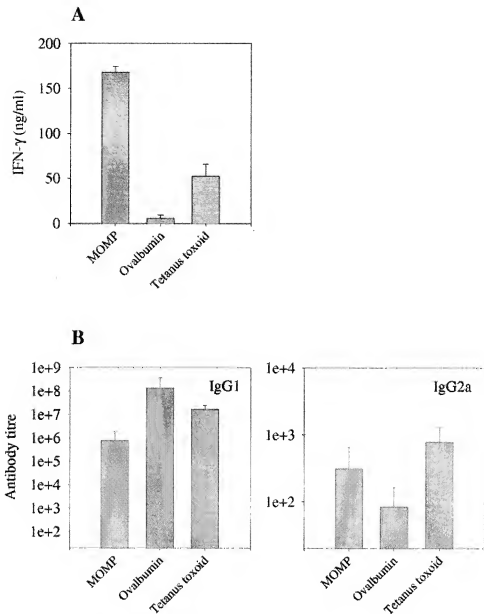 A
200
150
100
50
0
IFN-γ (ng/ml)
MOMP
Ovalbumin
Tetanus toxoid
B
1e+9
1e+8
1e+7
1e+6
1e+5
1e+4
1e+3
1e+2
Antibody titre
IgG1
MOMP
Ovalbumin
Tetanus toxoid
1e+4
1e+3
1e+2
IgG2a
MOMP
Ovalbumin
Tetanus toxoid